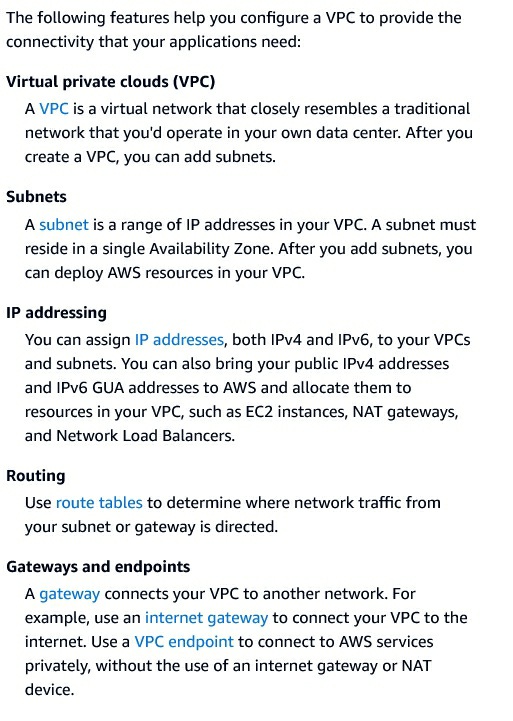 The following features help you configure a VPC to provide the
connectivity that your applications need:
Virtual private clouds (VPC)
A VPC is a virtual network that closely resembles a traditional
network that you'd operate in your own data center. After you
create a VPC, you can add subnets.
Subnets
A subnet is a range of IP addresses in your VPC. A subnet must
reside in a single Availability Zone. After you add subnets, you
can deploy AWS resources in your VPC.
IP addressing
You can assign IP addresses, both IPv4 and IPv6, to your VPCs
and subnets. You can also bring your public IPv4 addresses
and IPv6 GUA addresses to AWS and allocate them to
resources in your VPC, such as EC2 instances, NAT gateways,
and Network Load Balancers.
Routing
Use route tables to determine where network traffic from
your subnet or gateway is directed.
Gateways and endpoints
A gateway connects your VPC to another network. For
example, use an internet gateway to connect your VPC to the
internet. Use a VPC endpoint to connect to AWS services
privately, without the use of an internet gateway or NAT
device.